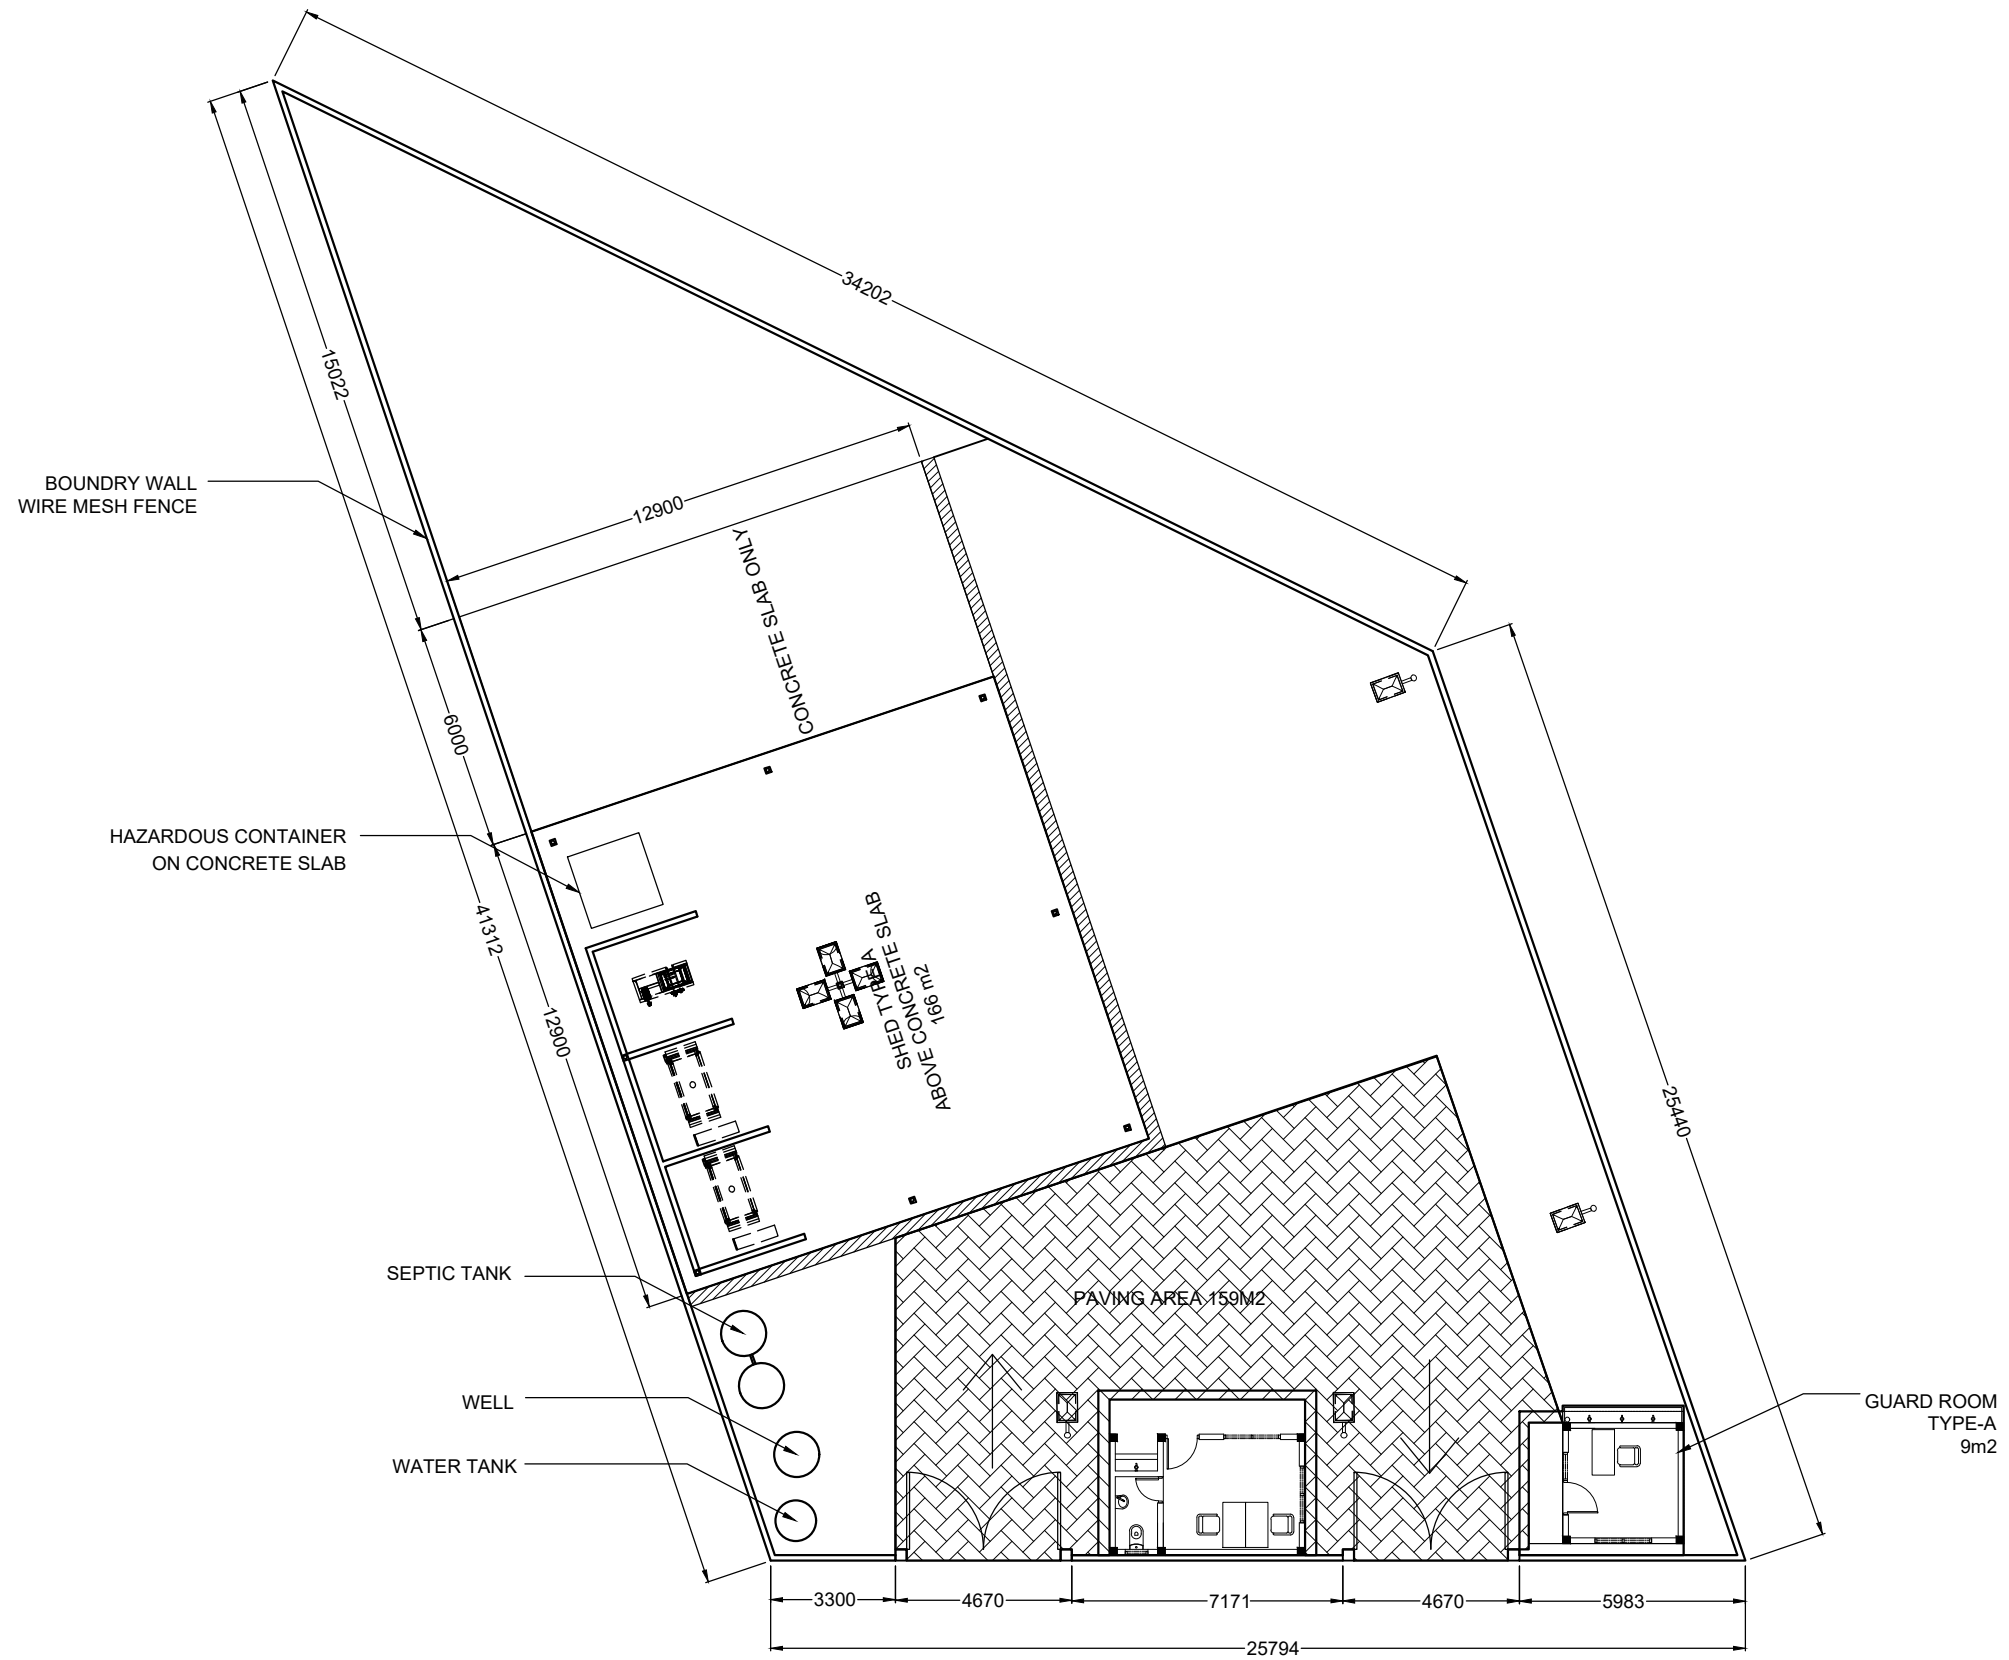 34202
15022
BOUNDRY WALL
WIRE MESH FENCE
12900
CONCRETE SLAB ONLY
6000
HAZARDOUS CONTAINER
ON CONCRETE SLAB
41312
12900
SHED TYPE-A
ABOVE CONCRETE SLAB
166 m2
25440
SEPTIC TANK
PAVING AREA 159M2
WELL
WATER TANK
GUARD ROOM
TYPE-A
9m2
3300
4670
7171
4670
5983
25794